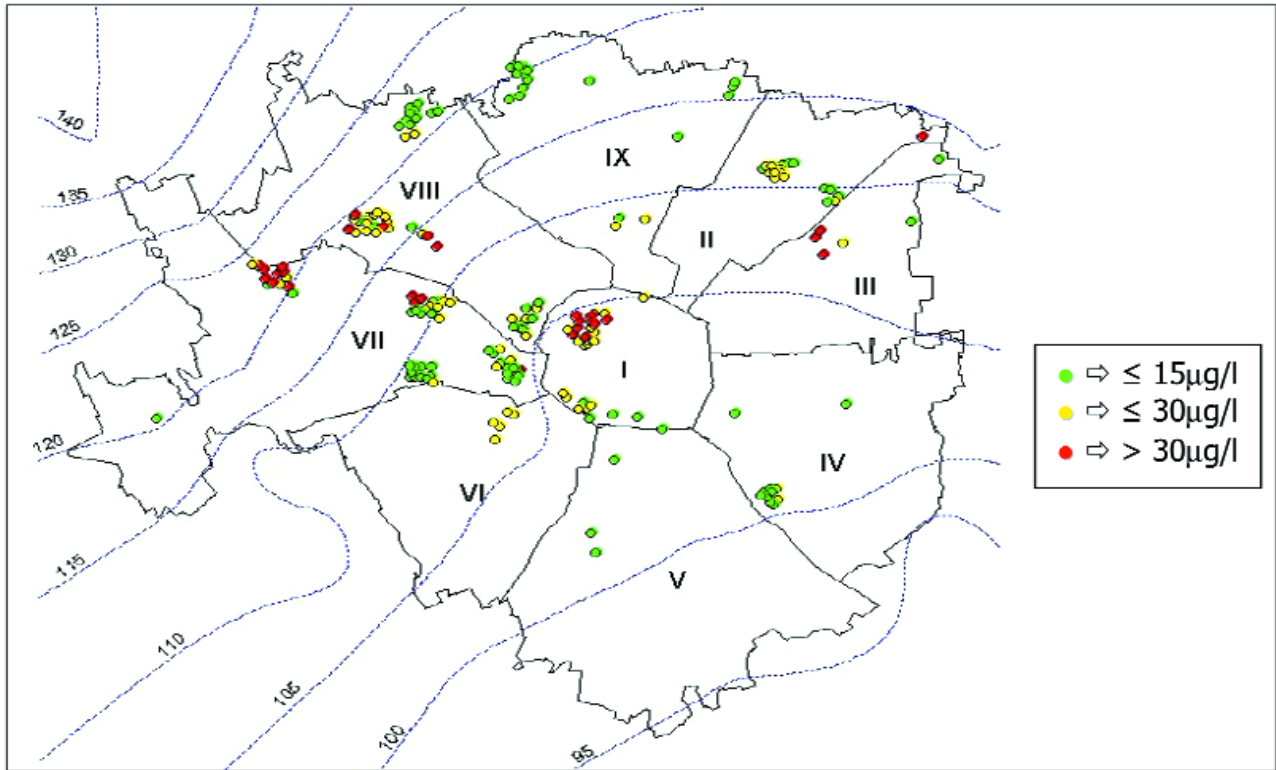 140
135
130
125
120
115
110
105
100
95
IX
VIII
II
III
VII
I
IV
VI
V
⇨ ≤ 15μg/l
⇨ ≤ 30μg/l
⇨ > 30μg/l